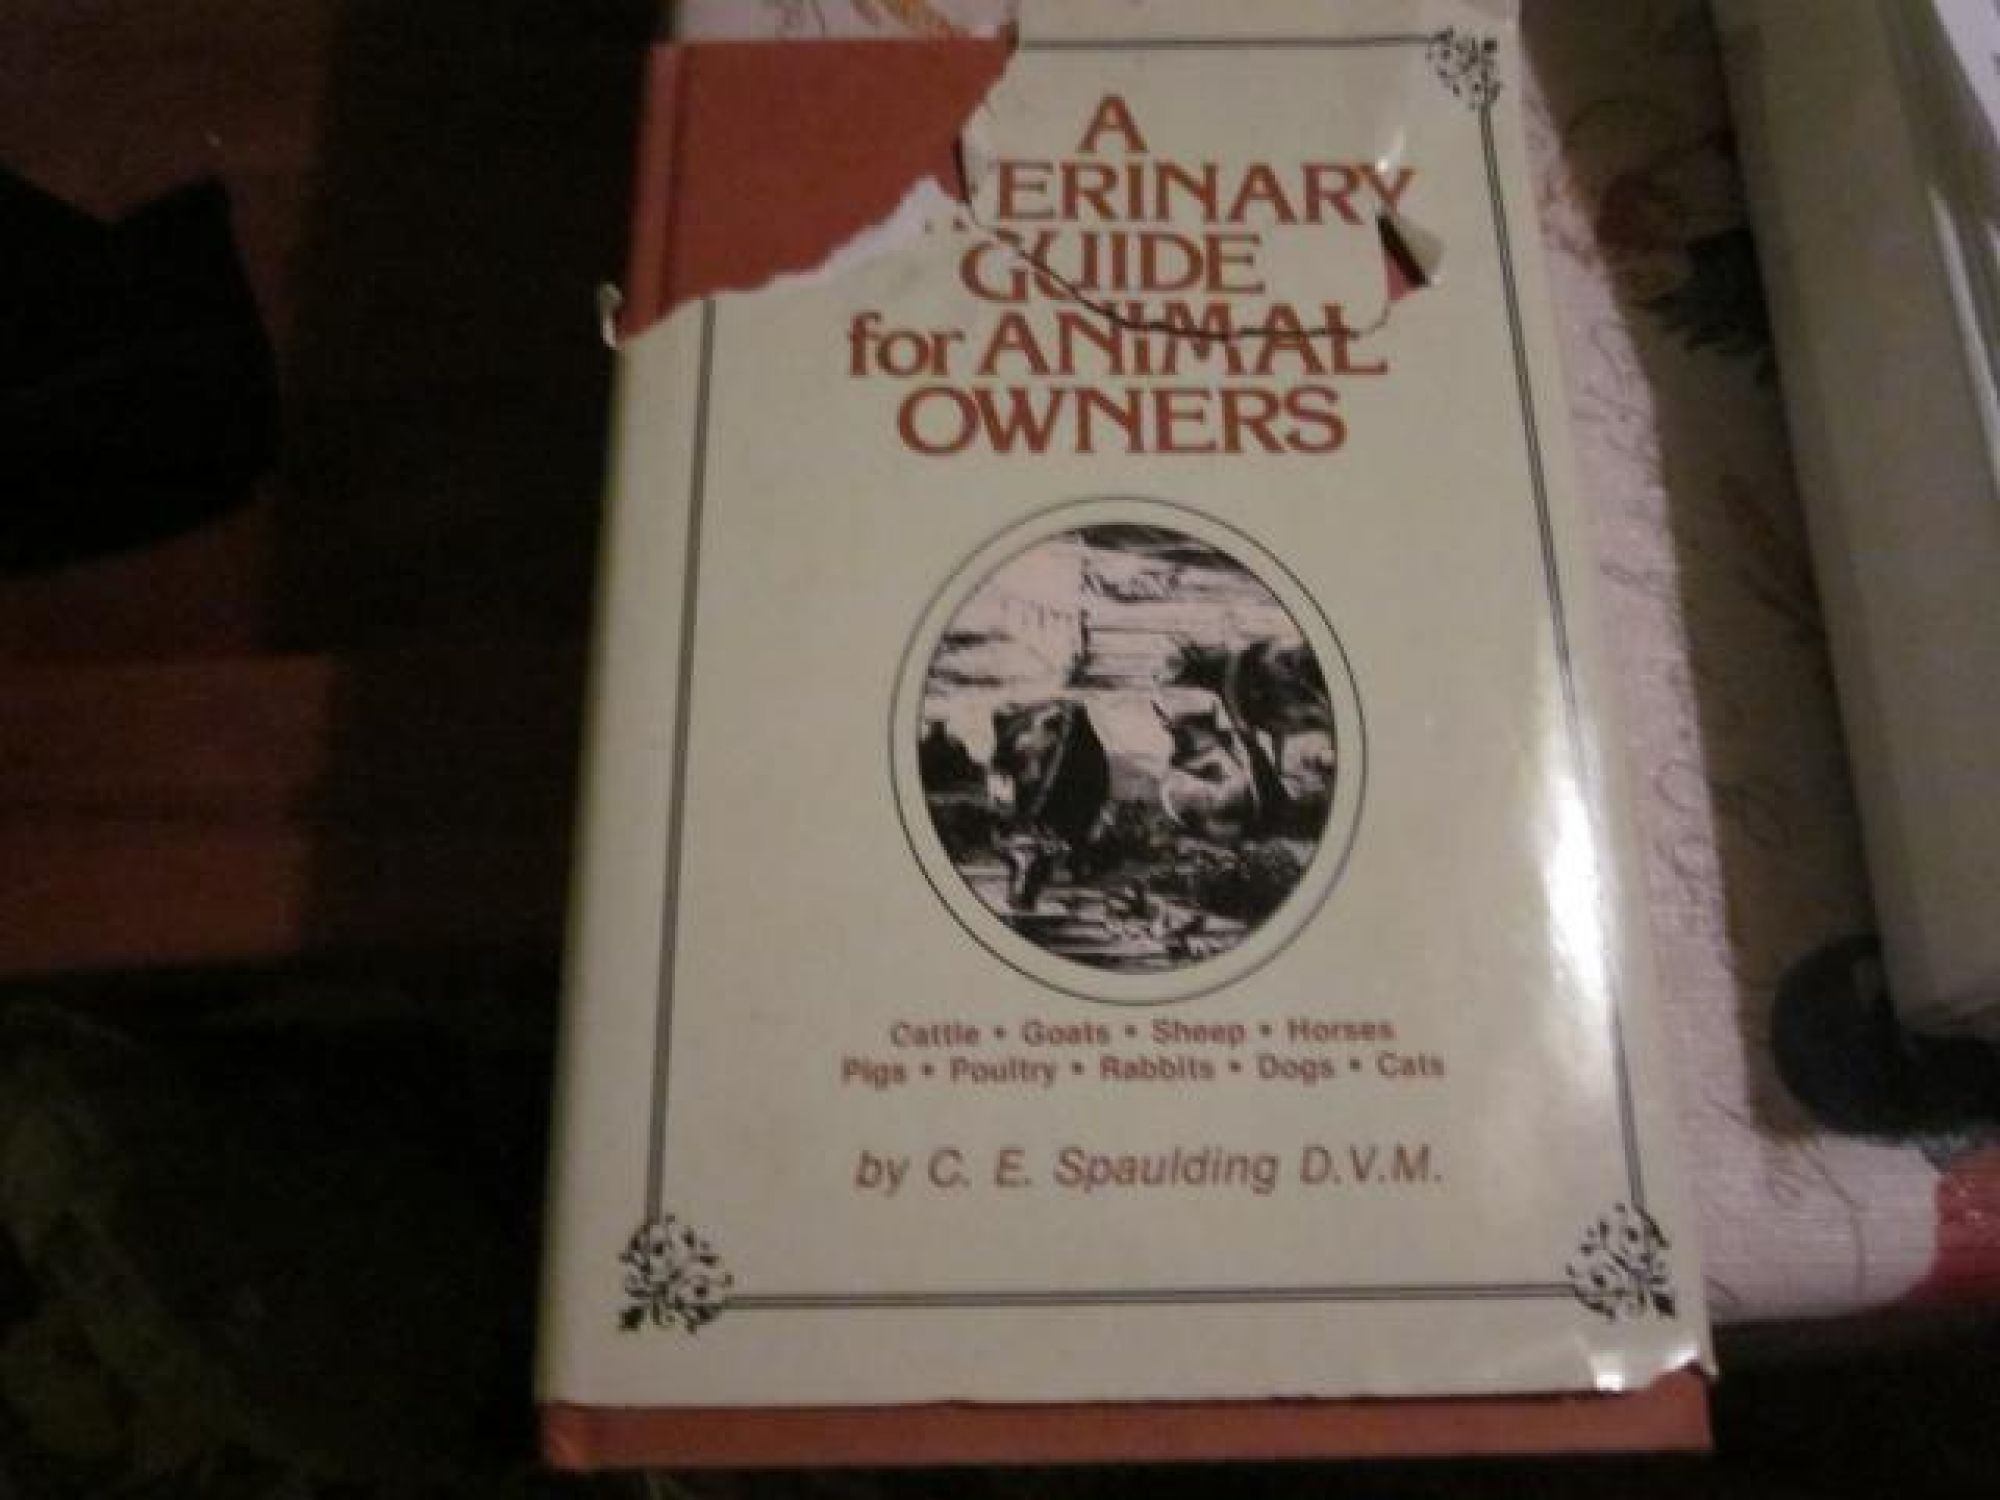 A
ERINARY
GUIDE
for ANIMAL
OWNERS
Cattle • Goats • Sheep • Horses
Pigs • Poultry • Rabbits • Dogs • Cats
by C. E. Spaulding D.V.M.